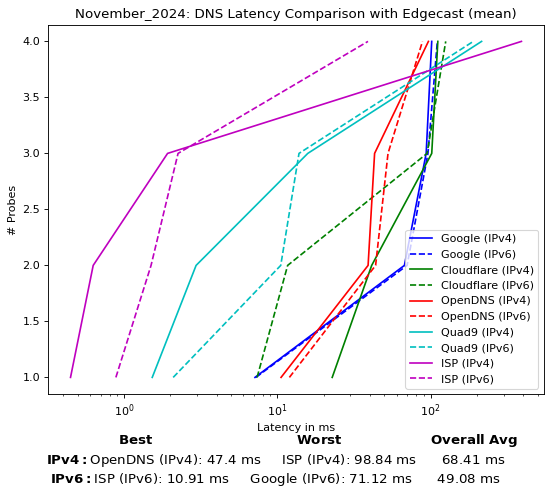 November_2024: DNS Latency Comparison with Edgecast (mean)
4.0
3.5
3.0
2.5
2.0
1.5
1.0
# Probes
10⁰ 10¹ 10²
Latency in ms
Google (IPv4)
Google (IPv6)
Cloudflare (IPv4)
Cloudflare (IPv6)
OpenDNS (IPv4)
OpenDNS (IPv6)
Quad9 (IPv4)
Quad9 (IPv6)
ISP (IPv4)
ISP (IPv6)
Best Worst Overall Avg
IPv4: OpenDNS (IPv4): 47.4 ms ISP (IPv4): 98.84 ms 68.41 ms
IPv6: ISP (IPv6): 10.91 ms Google (IPv6): 71.12 ms 49.08 ms